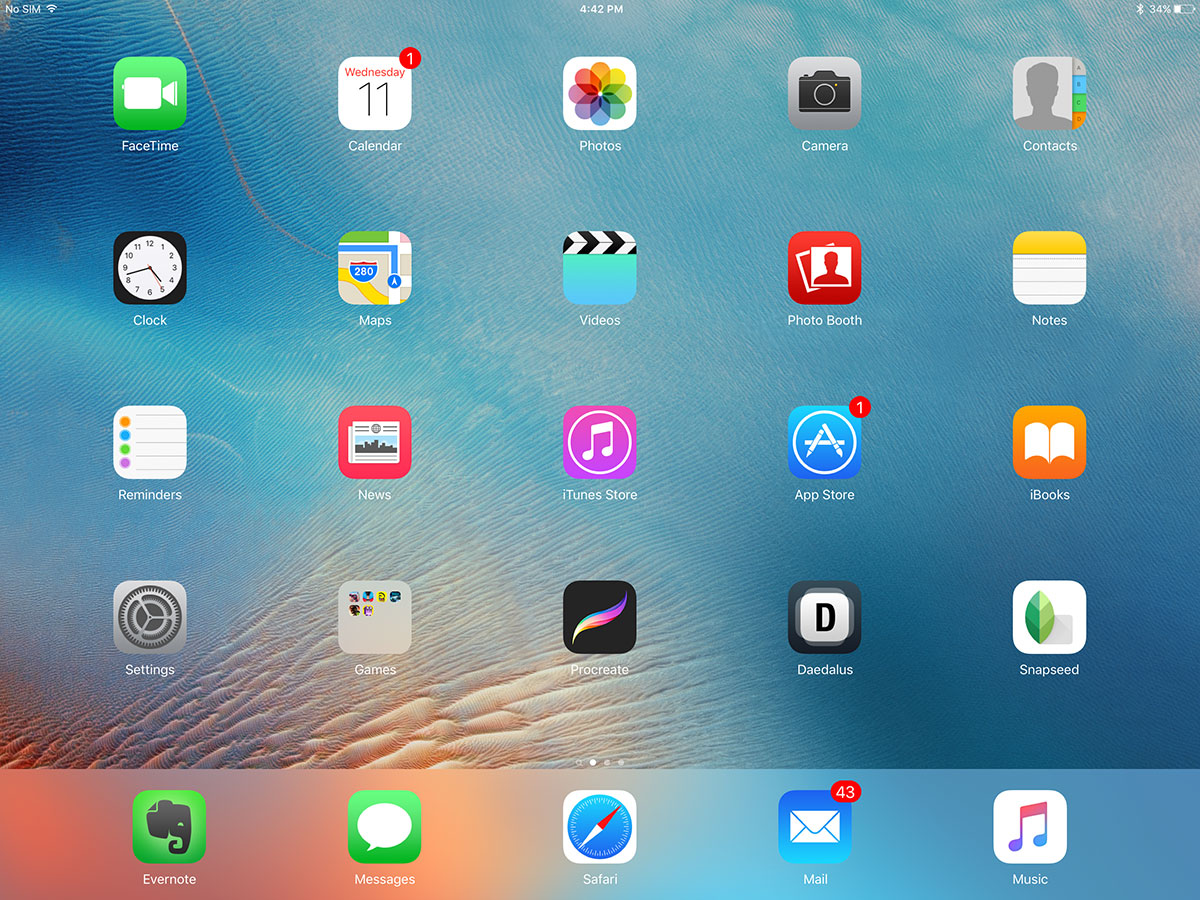 No SIM 4:42 PM 34%
1
Wednesday
11
FaceTime Calendar Photos Camera Contacts
A
B
C
D
11 12 1
10 2
9 3
8 4
7 6 5
280
Clock Maps Videos Photo Booth Notes
1
Reminders News iTunes Store App Store iBooks
D
Settings Games Procreate Daedalus Snapseed
43
Evernote Messages Safari Mail Music